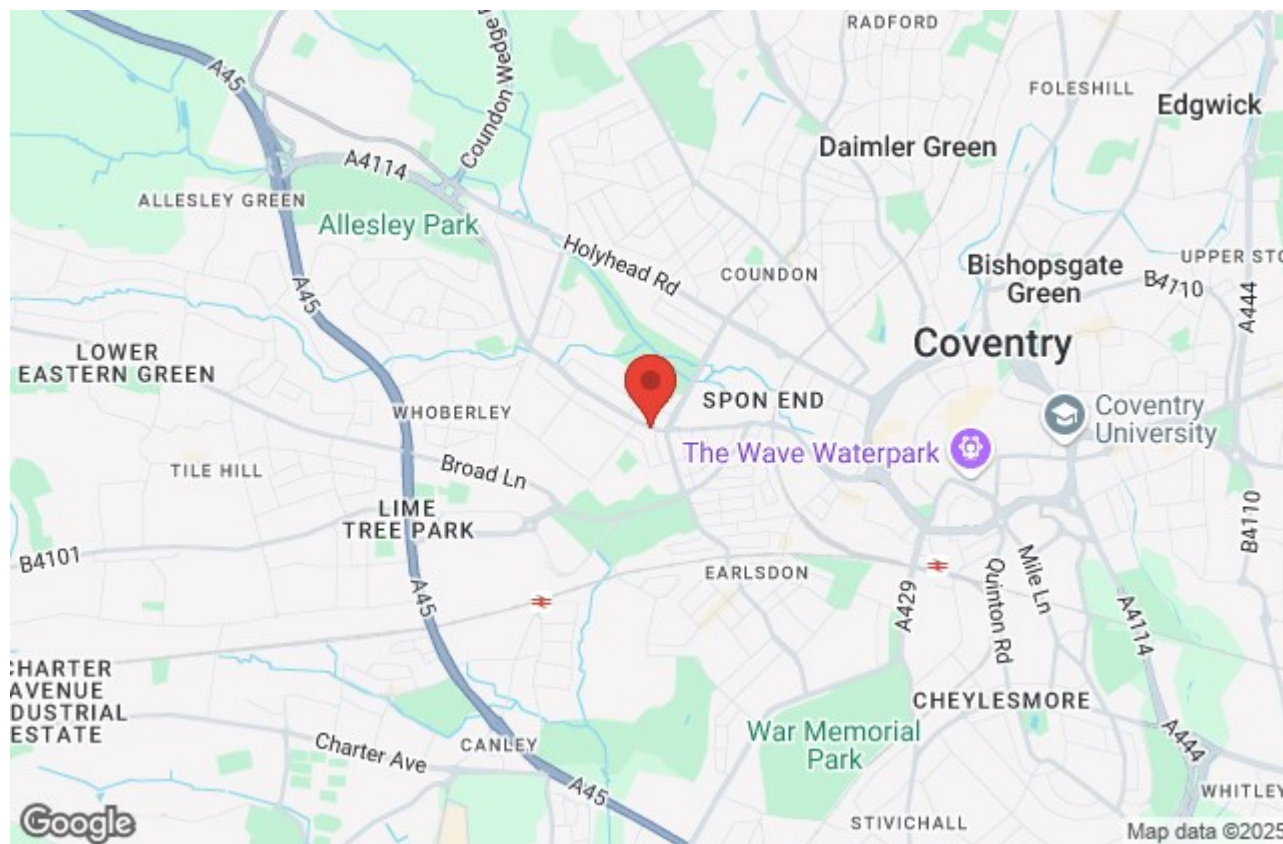 RADFORD
Coundon Wedge
A45
FOLESHILL
Edgwick
Daimler Green
A4114
ALLESLEY GREEN
Allesley Park
Holyhead Rd
COUNDON
Bishopsgate
Green
B4110
UPPER STO
A444
A45
Coventry
LOWER
EASTERN GREEN
WHOBERLEY
SPON END
Coventry
University
The Wave Waterpark
TILE HILL
Broad Ln
LIME
TREE PARK
B4101
B4110
EARLSDON
Mile Ln
Quinton Rd
A429
A45
A4114
CHARTER
AVENUE
DUSTRIAL
ESTATE
CHEYLESMORE
War Memorial
Park
Charter Ave
CANLEY
A444
A45
WHITLEY
STIVICHALL
Google
Map data ©2025